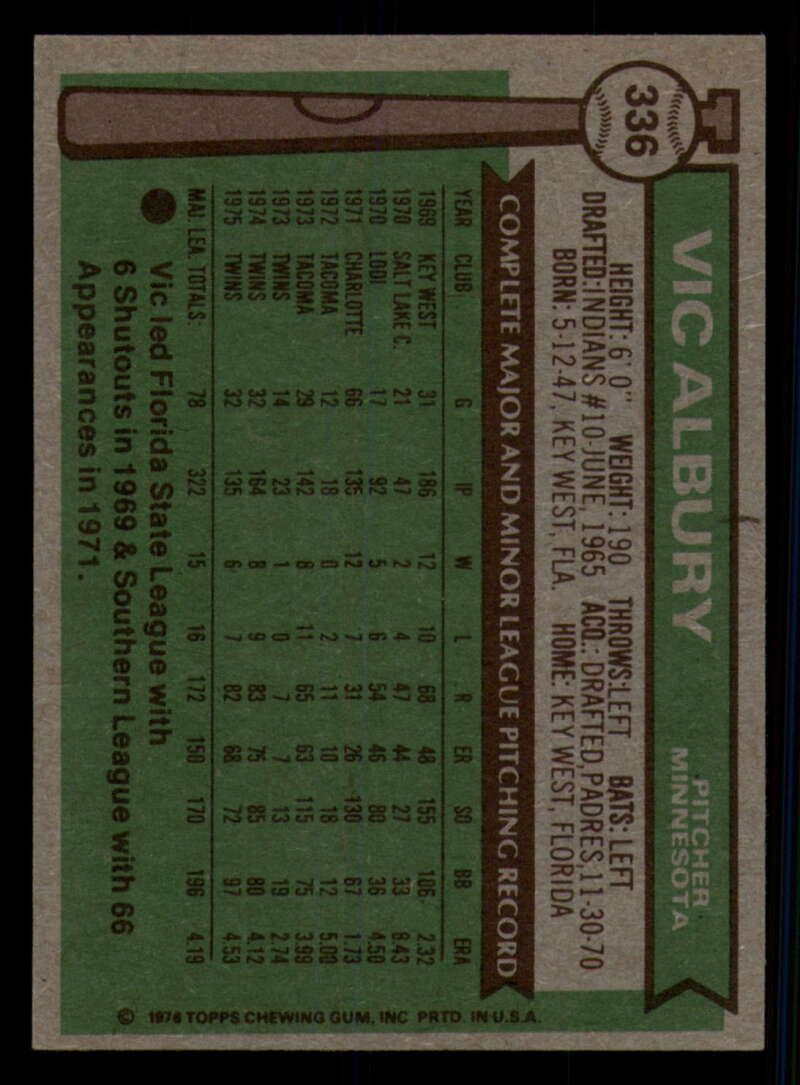 336
VIC ALBURY
PITCHER
MINNESOTA
HEIGHT: 6' 0" WEIGHT: 190 THROWS: LEFT BATS: LEFT
DRAFTED: INDIANS #10-JUNE, 1965 ACQ.: DRAFTED, PADRES, 11-30-70
BORN: 5-12-47, KEY WEST, FLA. HOME: KEY WEST, FLORIDA
COMPLETE MAJOR AND MINOR LEAGUE PITCHING RECORD
YEAR CLUB G IP W L R ER SO BB ERA
1969 KEY WEST 31 186 12 10 68 48 155 106 2.32
1970 SALT LAKE C. 21 47 2 4 47 44 27 33 8.43
1970 LODI 17 92 5 6 54 46 80 36 4.50
1971 CHARLOTTE 66 135 12 7 31 26 130 67 1.73
1972 TACOMA 12 18 0 2 11 10 18 12 5.00
1973 TACOMA 29 142 8 11 65 63 115 75 3.99
1973 TWINS 14 23 1 0 7 7 13 19 2.74
1974 TWINS 32 164 8 9 83 75 85 80 4.12
1975 TWINS 32 135 6 7 82 68 72 97 4.53
MAJ. LEA. TOTALS: 78 322 15 16 172 150 170 196 4.19
Vic led Florida State League with
6 Shutouts in 1969 & Southern League with 66
Appearances in 1971.
© 1976 TOPPS CHEWING GUM, INC PRTD. IN U.S.A.